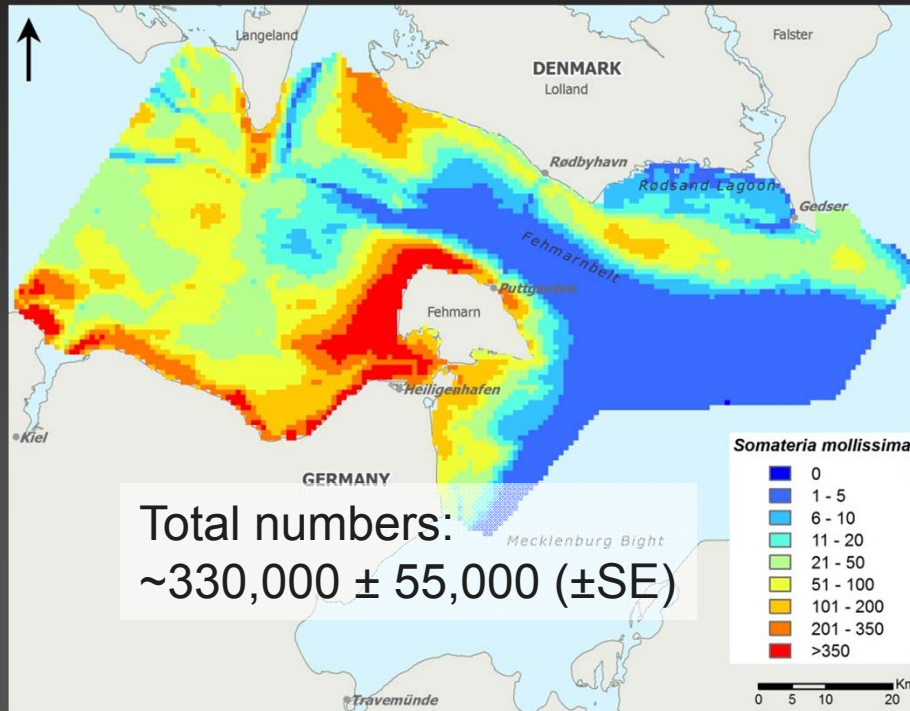 Langeland
Falster
DENMARK
Lolland
Rødbyhavn
Rødsand Lagoon
Gedser
Fehmarnbelt
Puttgarden
Fehmarn
Heiligenhafen
Kiel
GERMANY
Somateria mollissima
0
1 - 5
6 - 10
11 - 20
21 - 50
51 - 100
101 - 200
201 - 350
>350
Total numbers:
~330,000 ± 55,000 (±SE)
Mecklenburg Bight
Km
0 5 10 20
Travemünde